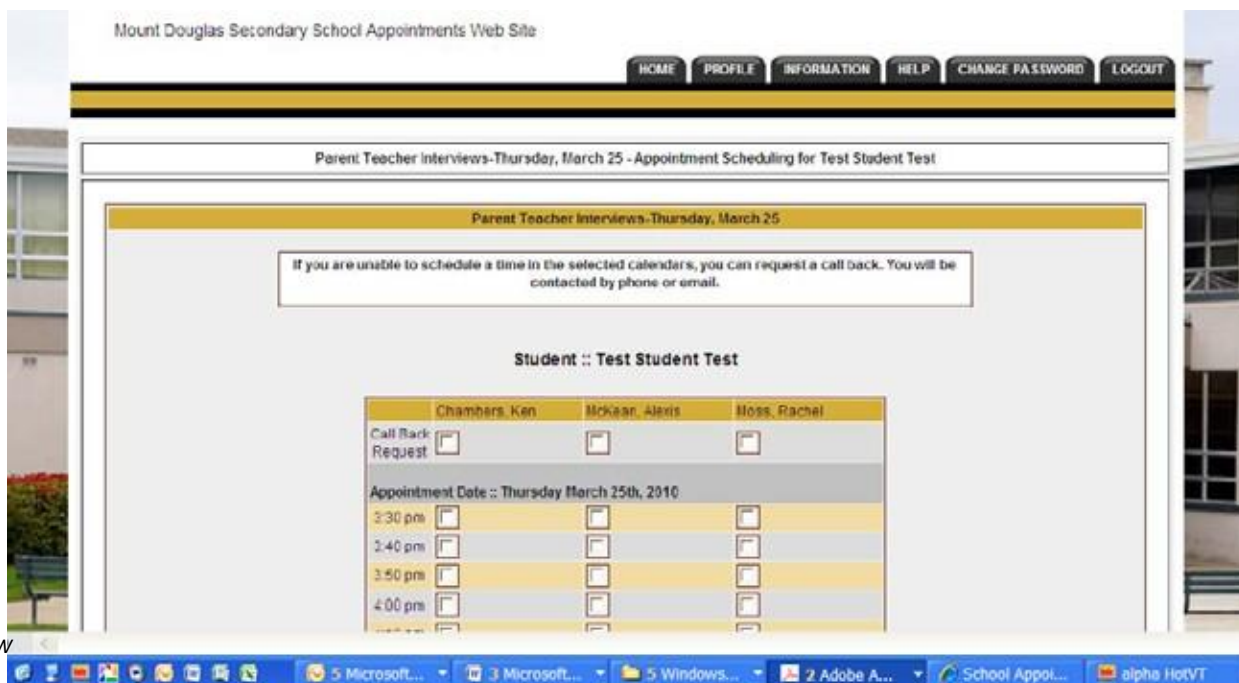 Mount Douglas Secondary School Appointments Web Site
HOME PROFILE INFORMATION HELP CHANGE PASSWORD LOGOUT
Parent Teacher Interviews-Thursday, March 25 - Appointment Scheduling for Test Student Test
Parent Teacher Interviews-Thursday, March 25
If you are unable to schedule a time in the selected calendars, you can request a call back. You will be
contacted by phone or email.
Student :: Test Student Test
Chambers, Ken McKean, Alexis Moss, Rachel
Call Back
Request
Appointment Date :: Thursday March 25th, 2010
3:30 pm
3:40 pm
3:50 pm
4:00 pm
w
5 Microsoft... 3 Microsoft... 5 Windows... 2 Adobe A... School Appoi... alpha HotVT